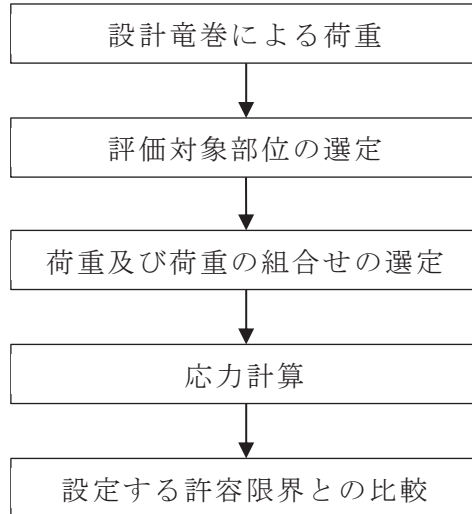 設計竜巻による荷重
評価対象部位の選定
荷重及び荷重の組合せの選定
応力計算
設定する許容限界との比較